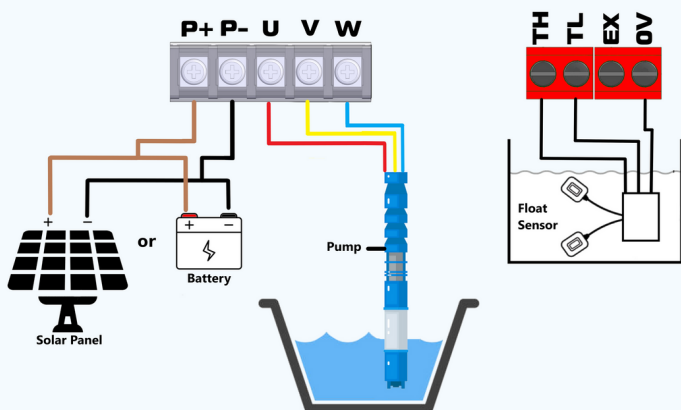 P+ P- U V W
TH TL EX 0V
+ -
or
+ -
Battery
Solar Panel
Pump
Float
Sensor